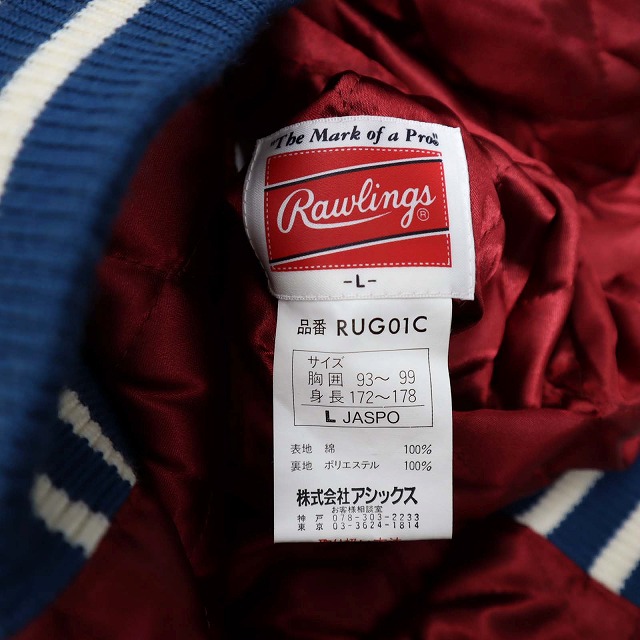 "The Mark of a Pro"®
Rawlings®
-L-
品番 RUG01C
サイズ
胸囲 93〜 99
身長 172〜178
L JASPO
表地 綿 100%
裏地 ポリエステル 100%
株式会社アシックス
お客様相談室
神戸 078-303-2233
東京 03-3624-1814